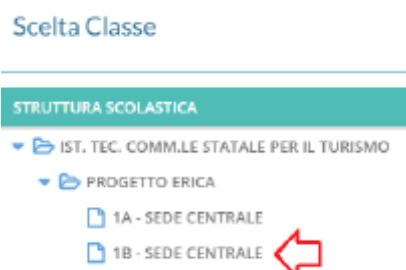 Scelta Classe
STRUTTURA SCOLASTICA
IST. TEC. COMM.LE STATALE PER IL TURISMO
PROGETTO ERICA
1A - SEDE CENTRALE
1B - SEDE CENTRALE